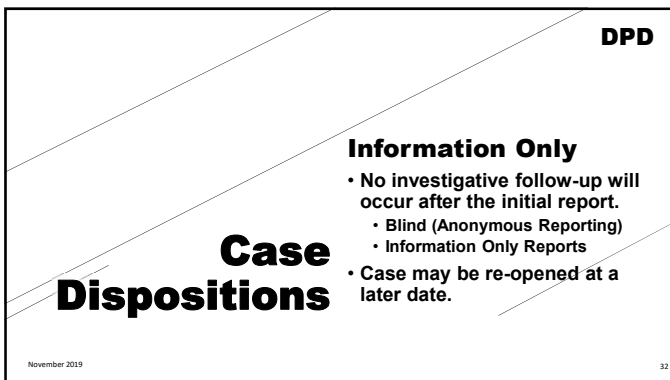 DPD
Case
Dispositions
Information Only
• No investigative follow-up will
occur after the initial report.
• Blind (Anonymous Reporting)
• Information Only Reports
• Case may be re-opened at a
later date.
November 2019
32